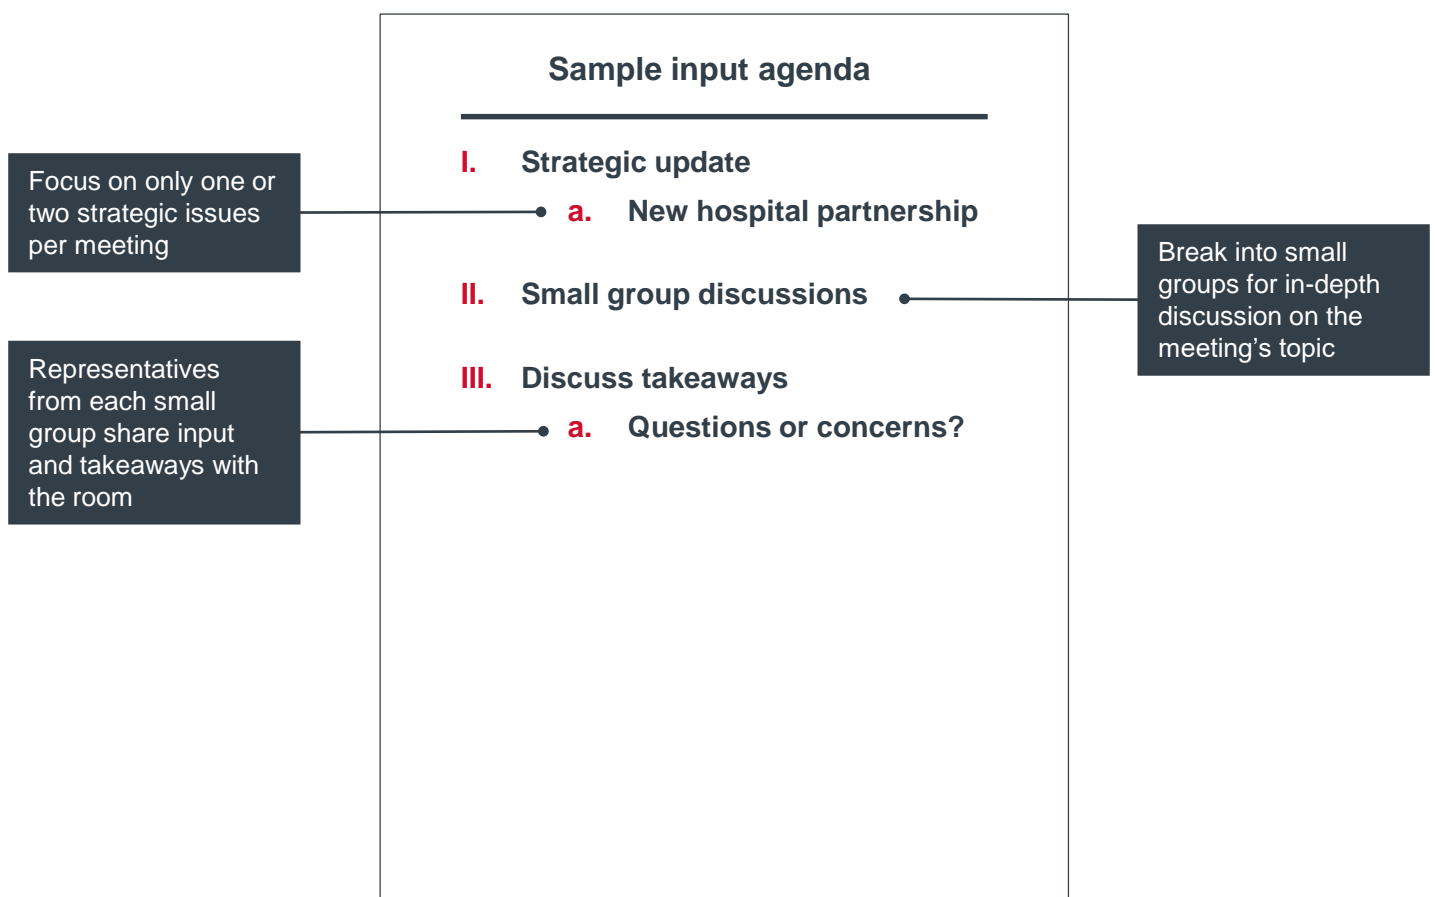 Sample input agenda
I. Strategic update
a. New hospital partnership
II. Small group discussions
III. Discuss takeaways
a. Questions or concerns?
Focus on only one or
two strategic issues
per meeting
Representatives
from each small
group share input
and takeaways with
the room
Break into small
groups for in-depth
discussion on the
meeting’s topic